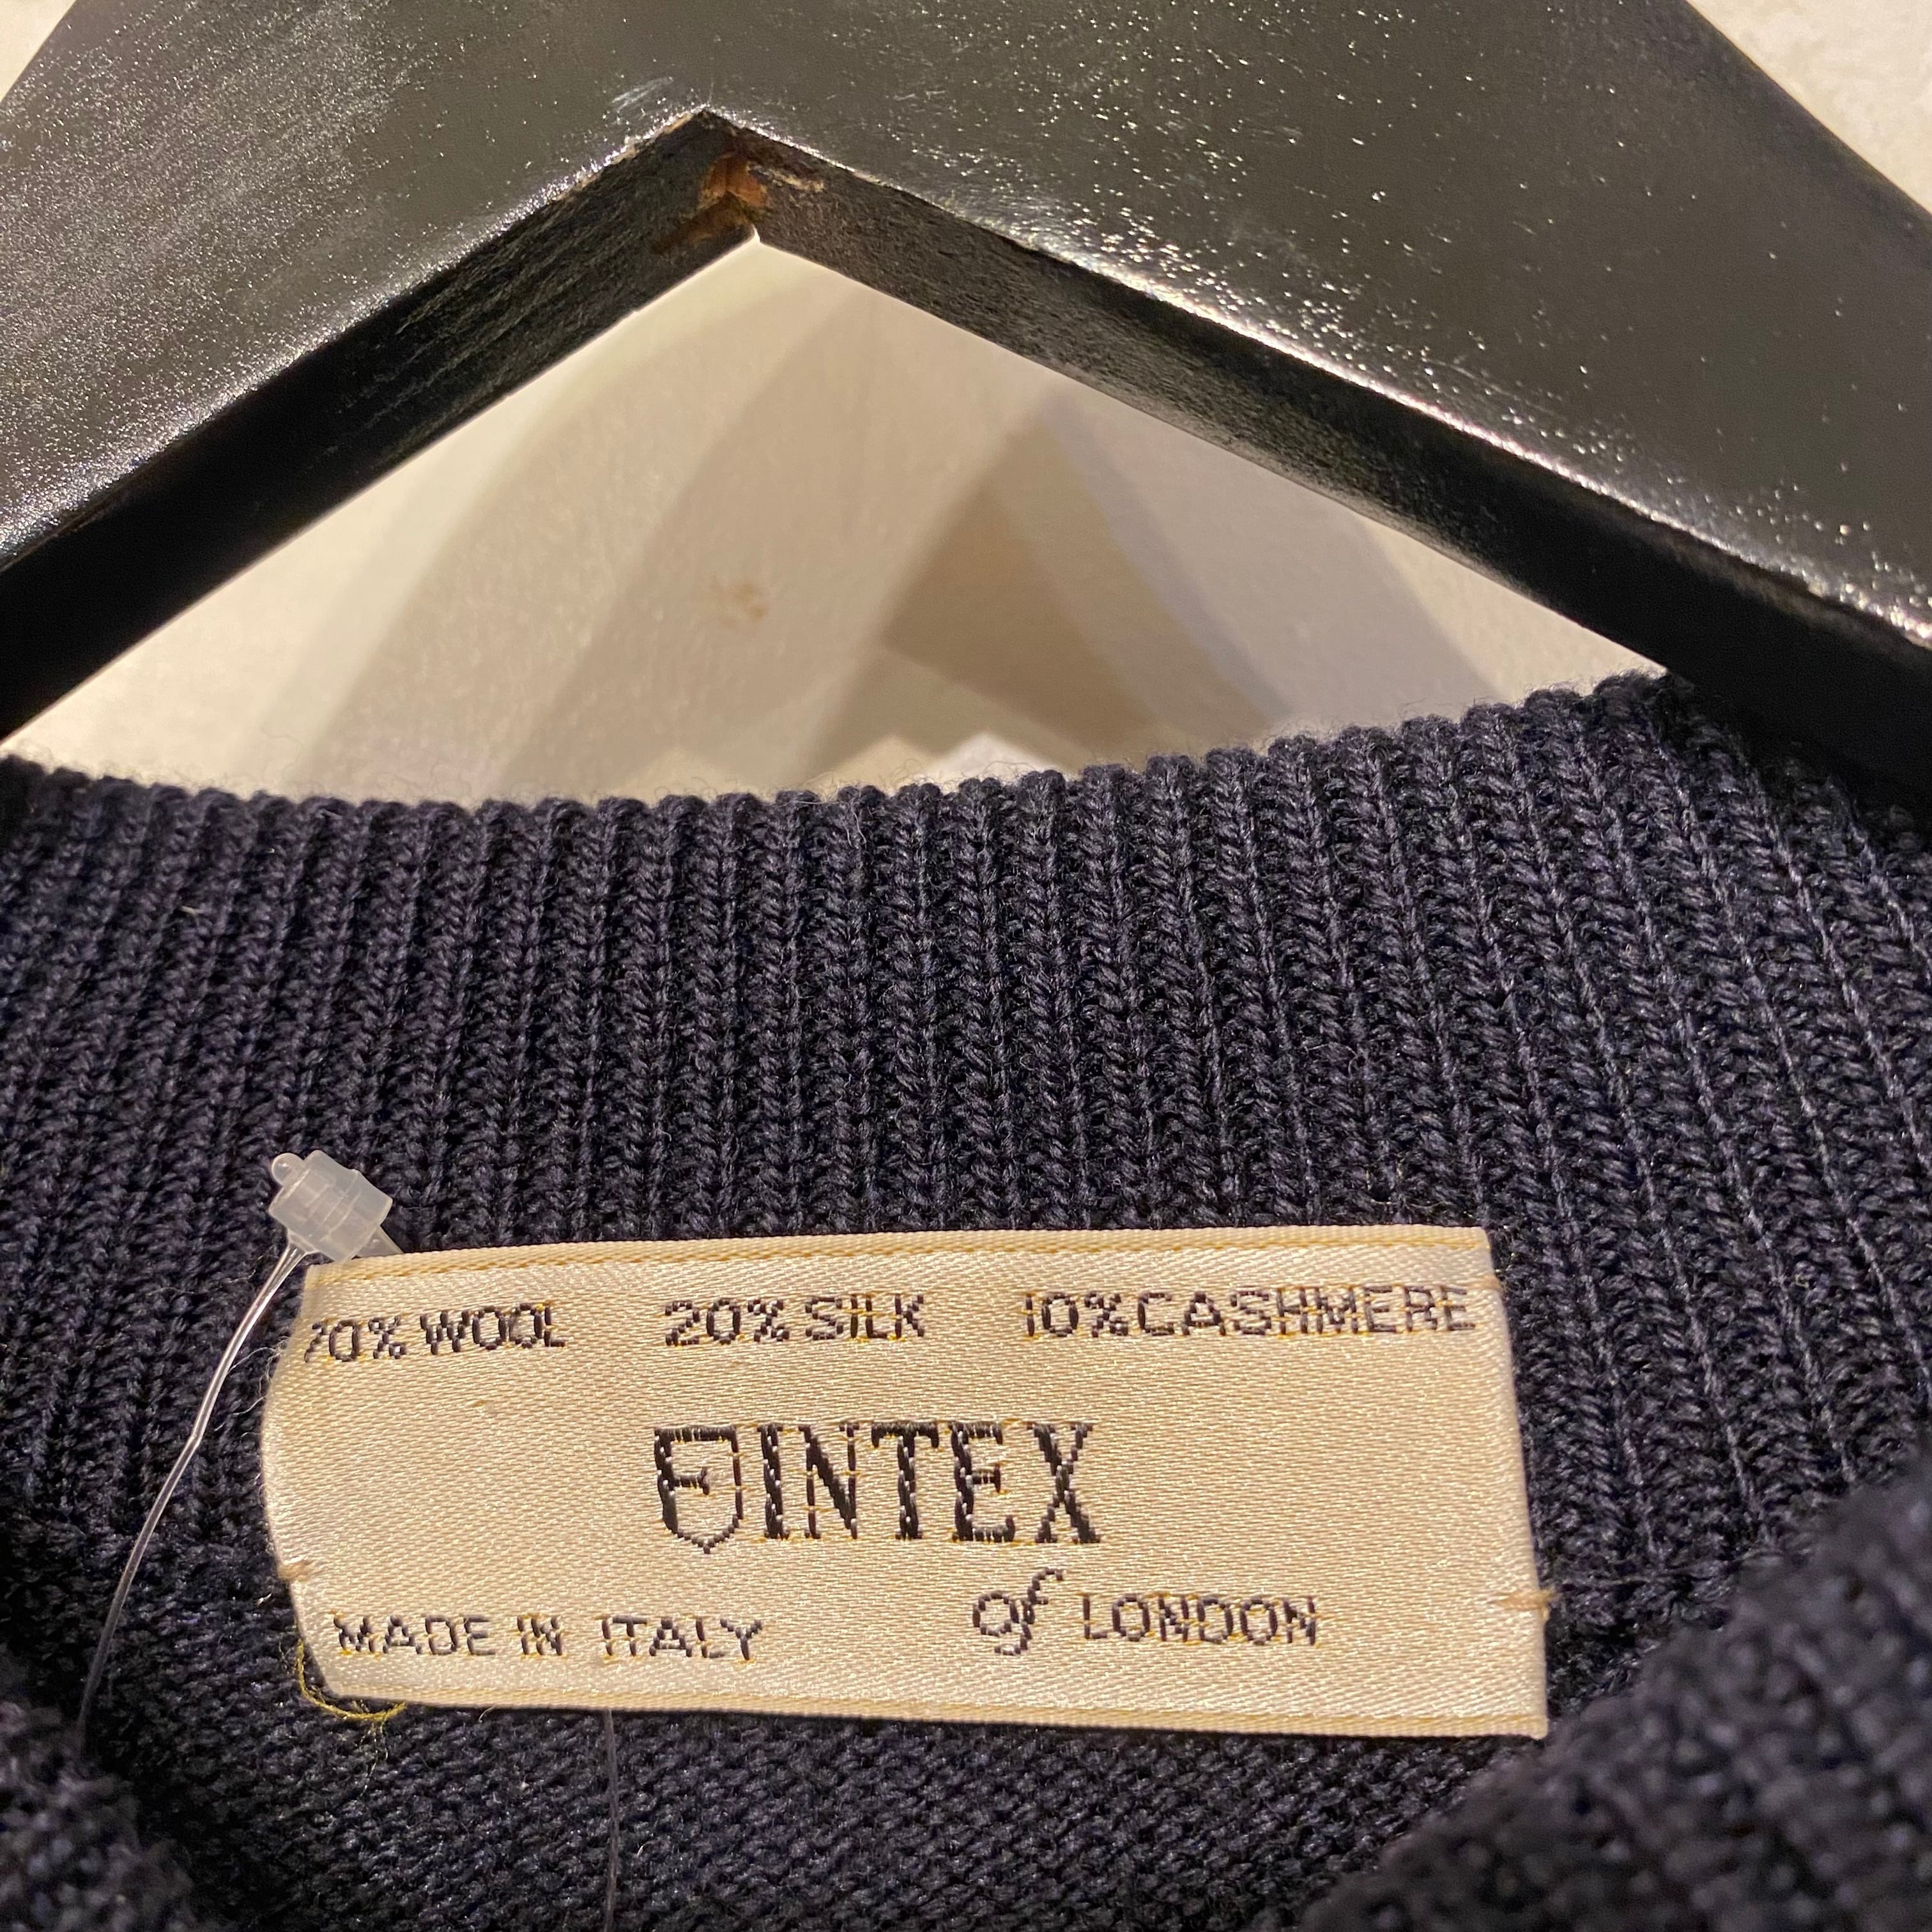 70% WOOL 20% SILK 10% CASHMERE
FINTEX
of LONDON
MADE IN ITALY